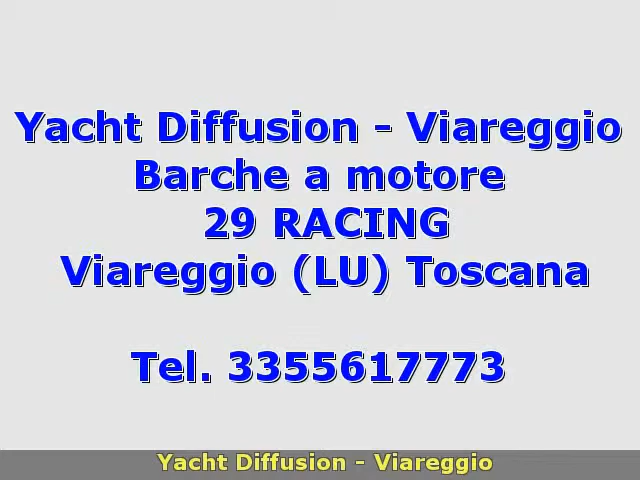 Yacht Diffusion - Viareggio
Barche a motore
29 RACING
Viareggio (LU) Toscana
Tel. 3355617773
Yacht Diffusion - Viareggio